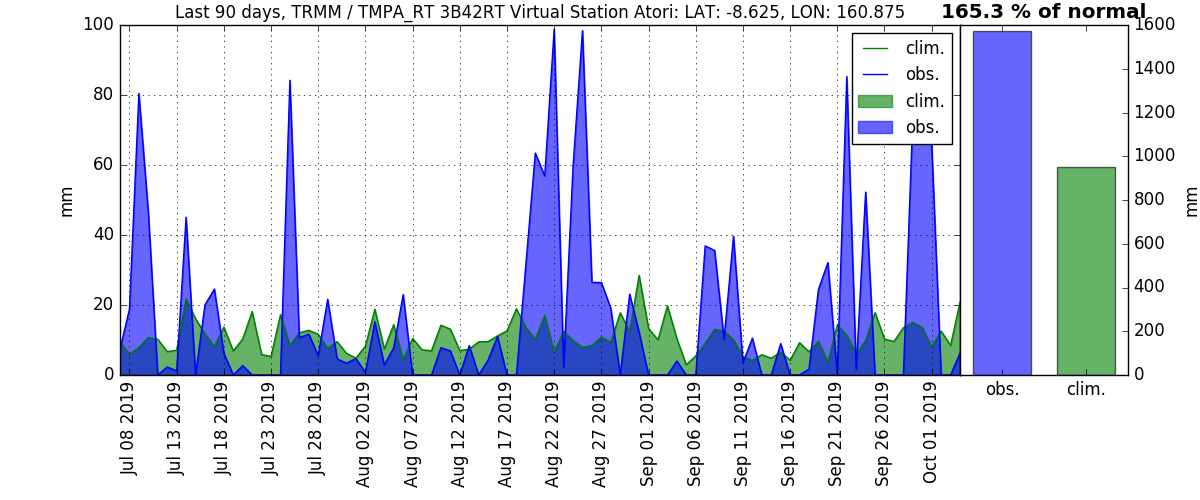 Last 90 days, TRMM / TMPA_RT 3B42RT Virtual Station Atori: LAT: -8.625, LON: 160.875
165.3 % of normal
100
80
60
40
20
0
mm
clim.
obs.
clim.
obs.
1600
1400
1200
1000
800
600
400
200
0
mm
obs.
clim.
Jul 08 2019
Jul 13 2019
Jul 18 2019
Jul 23 2019
Jul 28 2019
Aug 02 2019
Aug 07 2019
Aug 12 2019
Aug 17 2019
Aug 22 2019
Aug 27 2019
Sep 01 2019
Sep 06 2019
Sep 11 2019
Sep 16 2019
Sep 21 2019
Sep 26 2019
Oct 01 2019